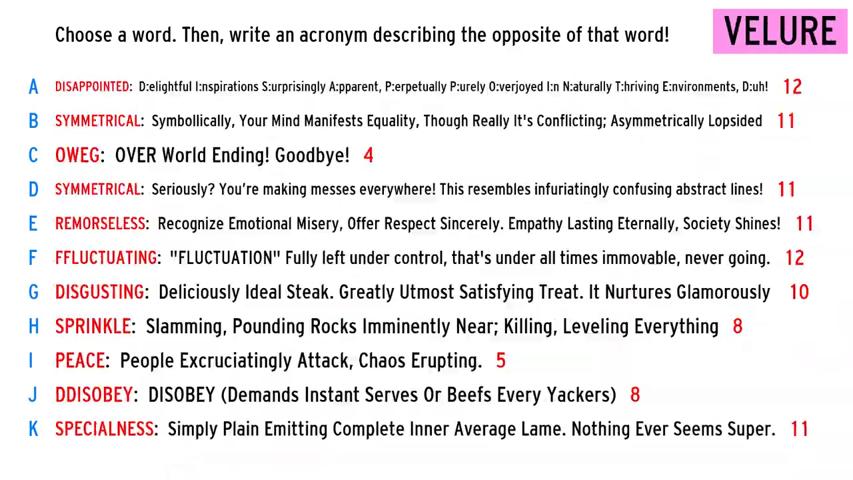 Choose a word. Then, write an acronym describing the opposite of that word!
VELURE
A DISAPPOINTED: D:elightful I:nspirations S:urprisingly A:pparent, P:erpetually P:urely O:verjoyed I:n N:aturally T:hriving E:nvironments, D:uh! 12
B SYMMETRICAL: Symbollically, Your Mind Manifests Equality, Though Really It's Conflicting; Asymmetrically Lopsided 11
C OWEG: OVER World Ending! Goodbye! 4
D SYMMETRICAL: Seriously? You're making messes everywhere! This resembles infuriatingly confusing abstract lines! 11
E REMORSELESS: Recognize Emotional Misery, Offer Respect Sincerely. Empathy Lasting Eternally, Society Shines! 11
F FFLUCTUATING: "FLUCTUATION" Fully left under control, that's under all times immovable, never going. 12
G DISGUSTING: Deliciously Ideal Steak. Greatly Utmost Satisfying Treat. It Nurtures Glamorously 10
H SPRINKLE: Slamming, Pounding Rocks Imminently Near; Killing, Leveling Everything 8
I PEACE: People Excruciatingly Attack, Chaos Erupting. 5
J DDISOBEY: DISOBEY (Demands Instant Serves Or Beefs Every Yackers) 8
K SPECIALNESS: Simply Plain Emitting Complete Inner Average Lame. Nothing Ever Seems Super. 11